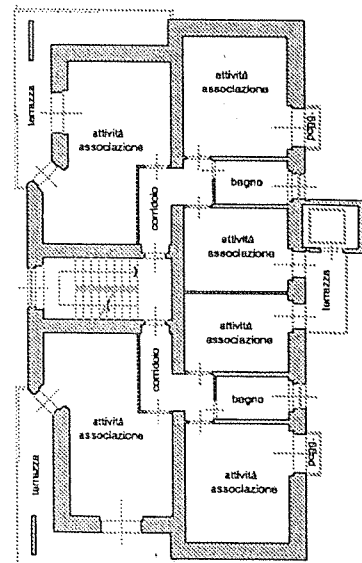 terrazza
attività
associazione
pogg.
attività
associazione
corridoio
bagno
attività
associazione
terrazza
attività
associazione
corridoio
bagno
attività
associazione
attività
associazione
pogg.
terrazza